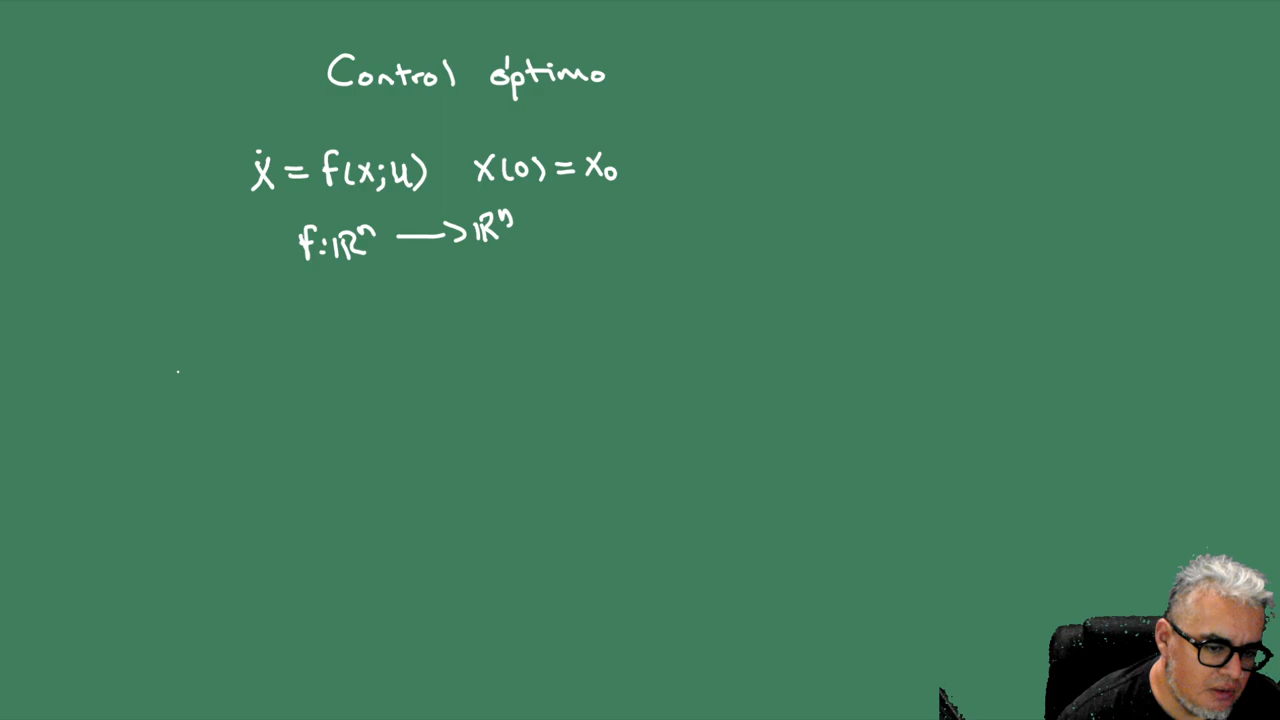 Control óptimo
ẋ = f(x;u) x(0) = x₀
f:ℝⁿ ⟶ ℝⁿ